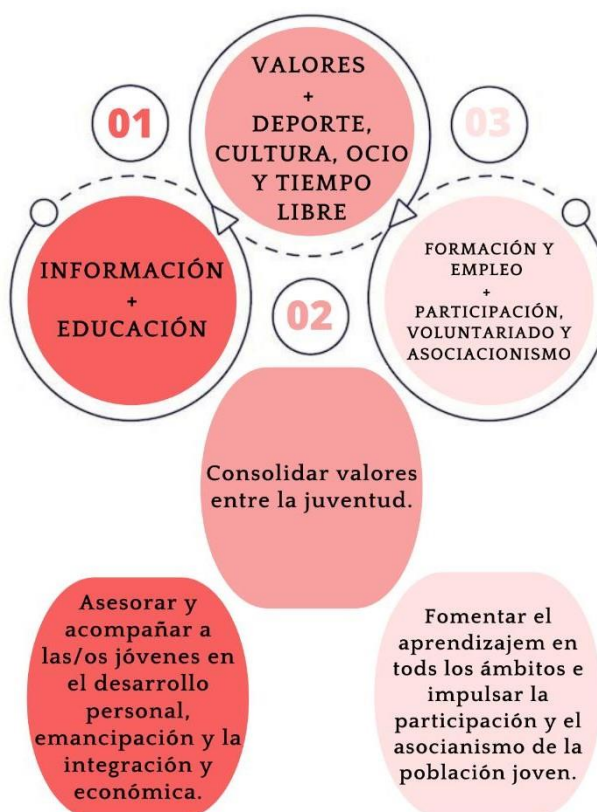 01
INFORMACIÓN
+
EDUCACIÓN
VALORES
+
DEPORTE,
CULTURA, OCIO
Y TIEMPO
LIBRE
02
03
FORMACIÓN Y
EMPLEO
+
PARTICIPACIÓN,
VOLUNTARIADO Y
ASOCIACIONISMO
Consolidar valores
entre la juventud.
Asesorar y
acompañar a
las/os jóvenes en
el desarrollo
personal,
emancipación y la
integración y
económica.
Fomentar el
aprendizajem en
tods los ámbitos e
impulsar la
participación y el
asocianismo de la
población joven.